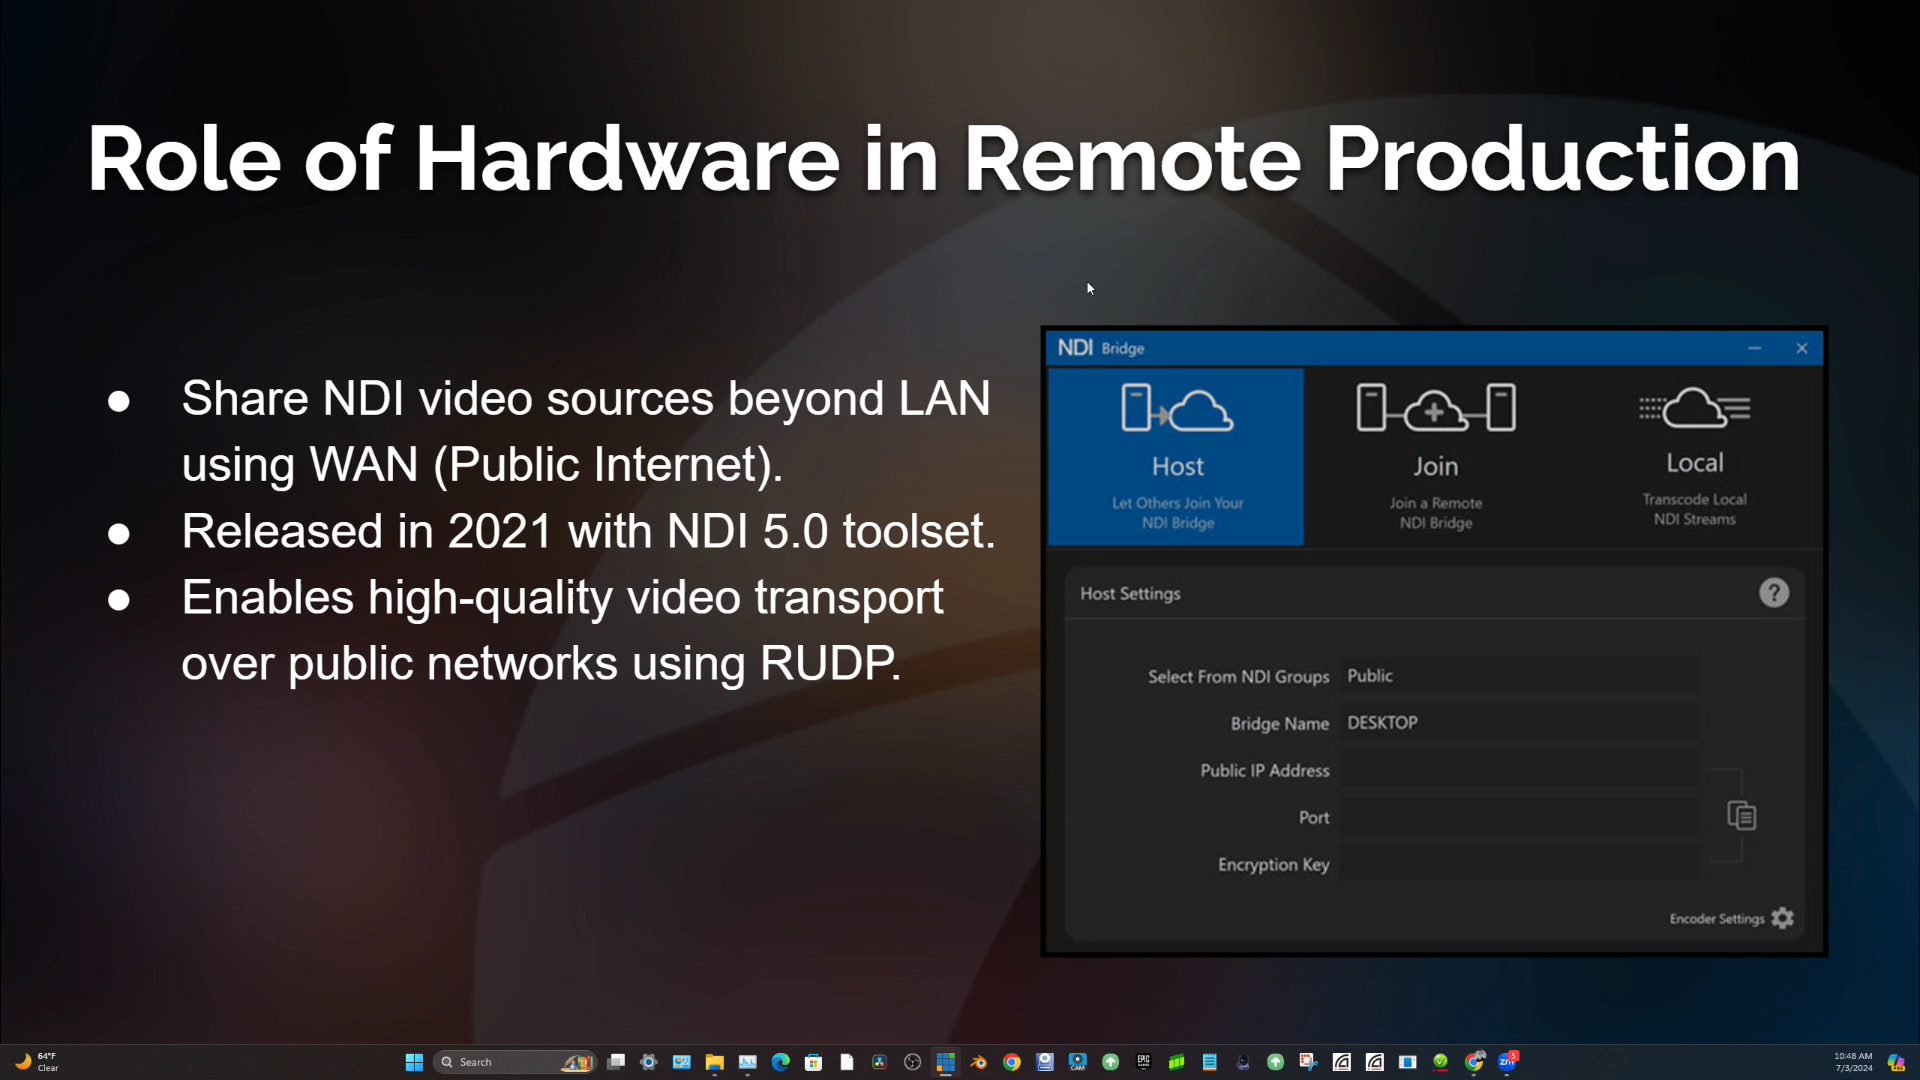 Role of Hardware in Remote Production
● Share NDI video sources beyond LAN
using WAN (Public Internet).
● Released in 2021 with NDI 5.0 toolset.
● Enables high-quality video transport
over public networks using RUDP.
NDI Bridge
Host
Let Others Join Your
NDI Bridge
Join
Join a Remote
NDI Bridge
Local
Transcode Local
NDI Streams
Host Settings
?
Select From NDI Groups Public
Bridge Name DESKTOP
Public IP Address
Port
Encryption Key
Encoder Settings
64°F
Clear
Search
10:48 AM
7/3/2024